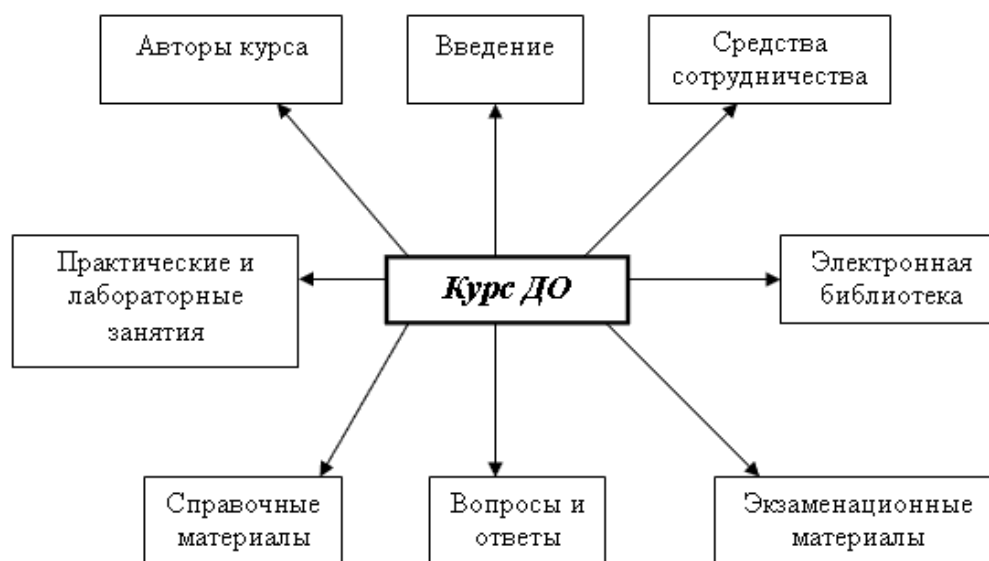 Авторы курса
Введение
Средства
сотрудничества
Практические и
лабораторные
занятия
Курс ДО
Электронная
библиотека
Справочные
материалы
Вопросы и
ответы
Экзаменационные
материалы